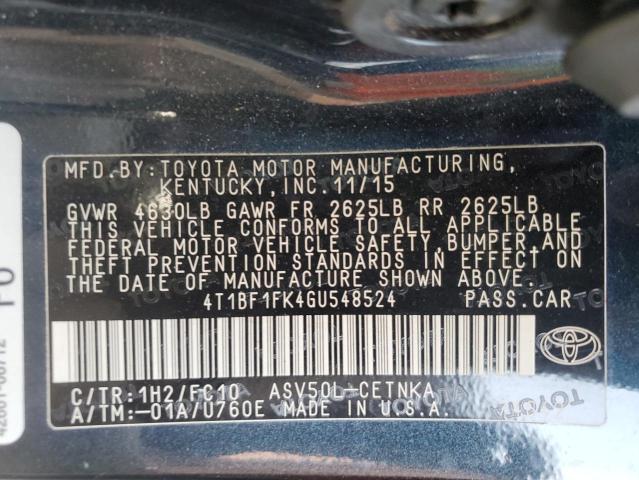 MFD. BY: TOYOTA MOTOR MANUFACTURING,
KENTUCKY, INC. 11/15
GVWR 4630LB GAWR FR 2625LB RR 2625LB
THIS VEHICLE CONFORMS TO ALL APPLICABLE
FEDERAL MOTOR VEHICLE SAFETY, BUMPER, AND
THEFT PREVENTION STANDARDS IN EFFECT
ON THE DATE OF MANUFACTURE SHOWN ABOVE.
4T1BF1FK4GU548524 PASS.CAR
C/TR: 1H2/FC10 ASV50L-CETNKA
A/TM: -01A/U760E MADE IN U.S.A.
TOYOTA